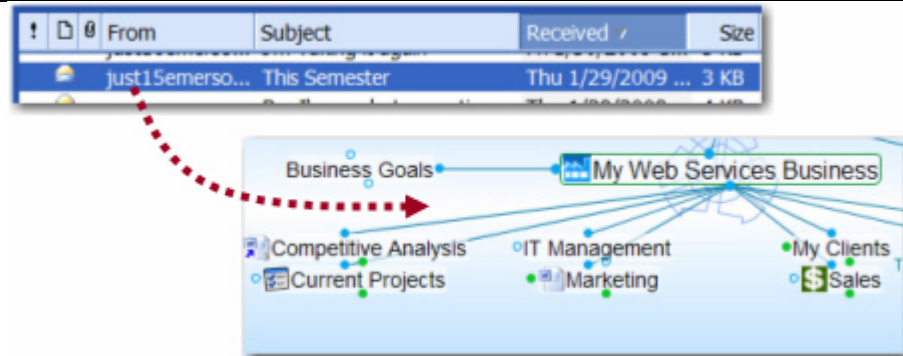 ! From Subject Received Size
just15emerso... This Semester Thu 1/29/2009 ... 3 KB
Business Goals My Web Services Business
Competitive Analysis IT Management My Clients
Current Projects Marketing Sales
T